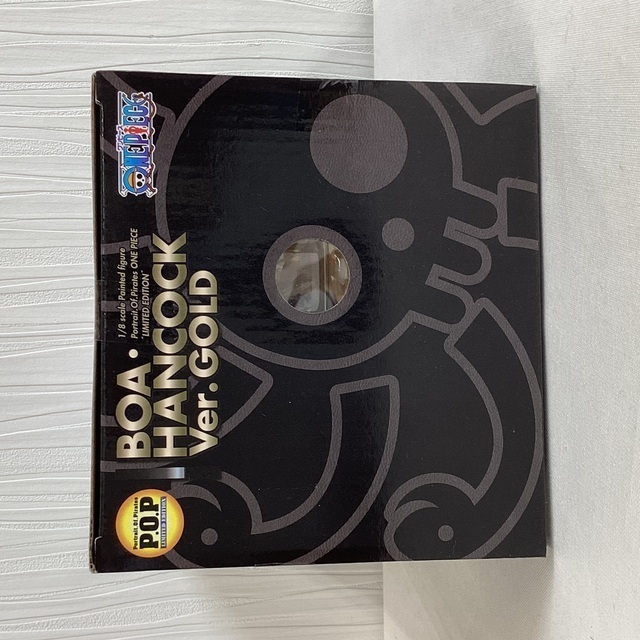 ONE PIECE
1/8 scale Painted figure
Portrait.Of.Pirates ONE PIECE
"LIMITED EDITION"
BOA・
HANCOCK
Ver.GOLD
Portrait.Of.Pirates
P.O.P
LIMITED EDITION